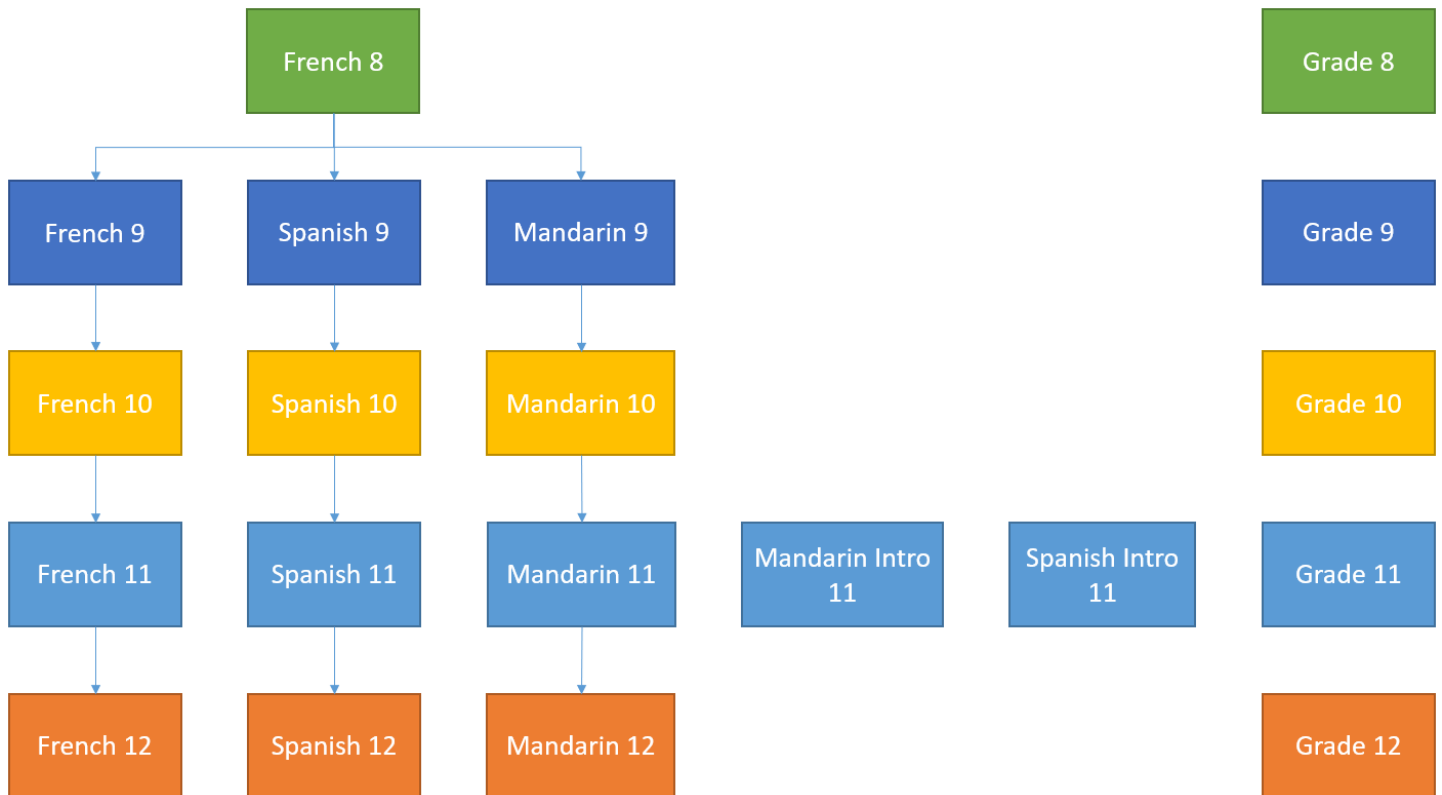 French 8
Grade 8
French 9
Spanish 9
Mandarin 9
Grade 9
French 10
Spanish 10
Mandarin 10
Grade 10
French 11
Spanish 11
Mandarin 11
Mandarin Intro
11
Spanish Intro
11
Grade 11
French 12
Spanish 12
Mandarin 12
Grade 12